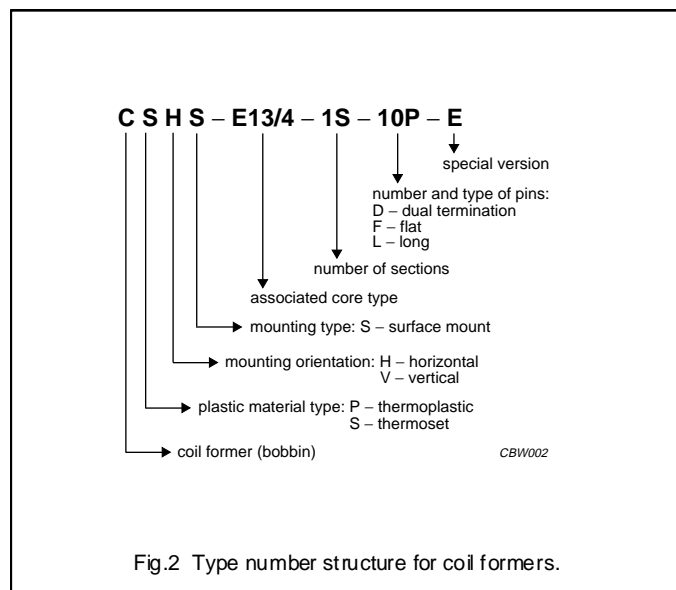 C S H S – E13/4 – 1S – 10P – E
special version
number and type of pins:
D – dual termination
F – flat
L – long
number of sections
associated core type
mounting type: S – surface mount
mounting orientation: H – horizontal
V – vertical
plastic material type: P – thermoplastic
S – thermoset
coil former (bobbin)
CBW002
Fig.2 Type number structure for coil formers.